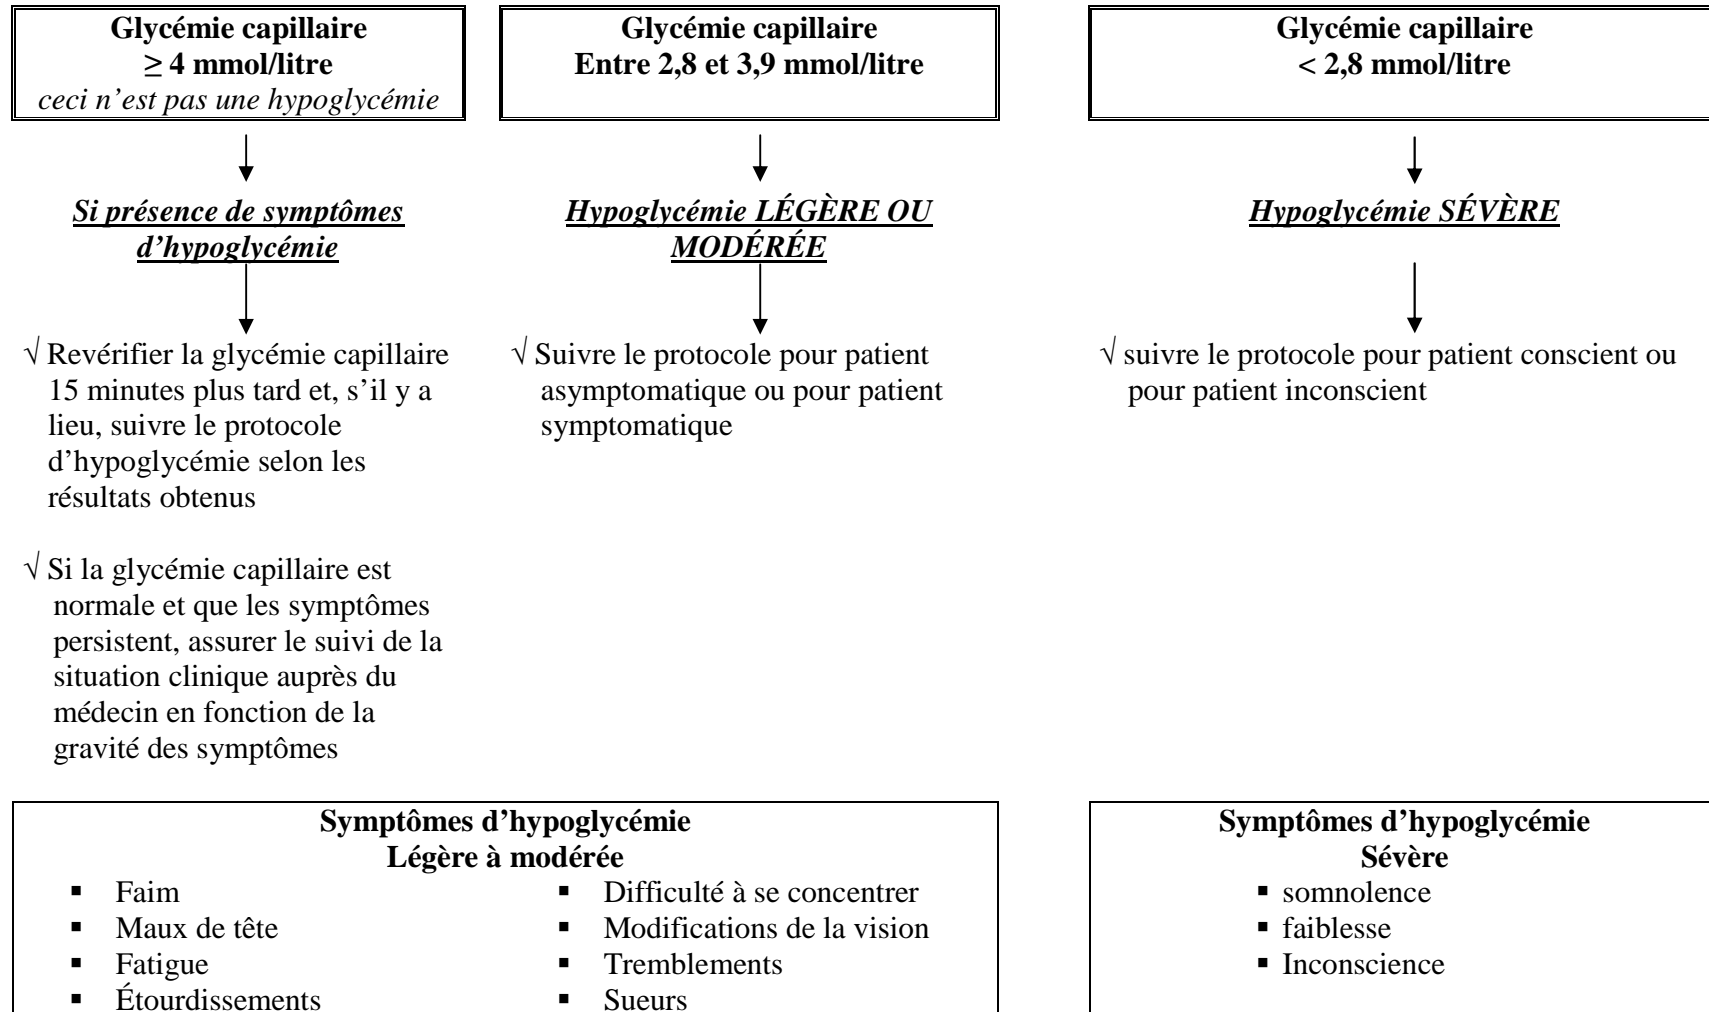 Glycémie capillaire
≥ 4 mmol/litre
ceci n’est pas une hypoglycémie
Si présence de symptômes
d’hypoglycémie
√ Revérifier la glycémie capillaire
15 minutes plus tard et, s’il y a
lieu, suivre le protocole
d’hypoglycémie selon les
résultats obtenus
√ Si la glycémie capillaire est
normale et que les symptômes
persistent, assurer le suivi de la
situation clinique auprès du
médecin en fonction de la
gravité des symptômes
Glycémie capillaire
Entre 2,8 et 3,9 mmol/litre
Hypoglycémie LÉGÈRE OU
MODÉRÉE
√ Suivre le protocole pour patient
asymptomatique ou pour patient
symptomatique
Glycémie capillaire
< 2,8 mmol/litre
Hypoglycémie SÉVÈRE
√ suivre le protocole pour patient conscient ou
pour patient inconscient
Symptômes d’hypoglycémie
Légère à modérée
▪ Faim
▪ Maux de tête
▪ Fatigue
▪ Étourdissements
▪ Difficulté à se concentrer
▪ Modifications de la vision
▪ Tremblements
▪ Sueurs
Symptômes d’hypoglycémie
Sévère
▪ somnolence
▪ faiblesse
▪ Inconscience